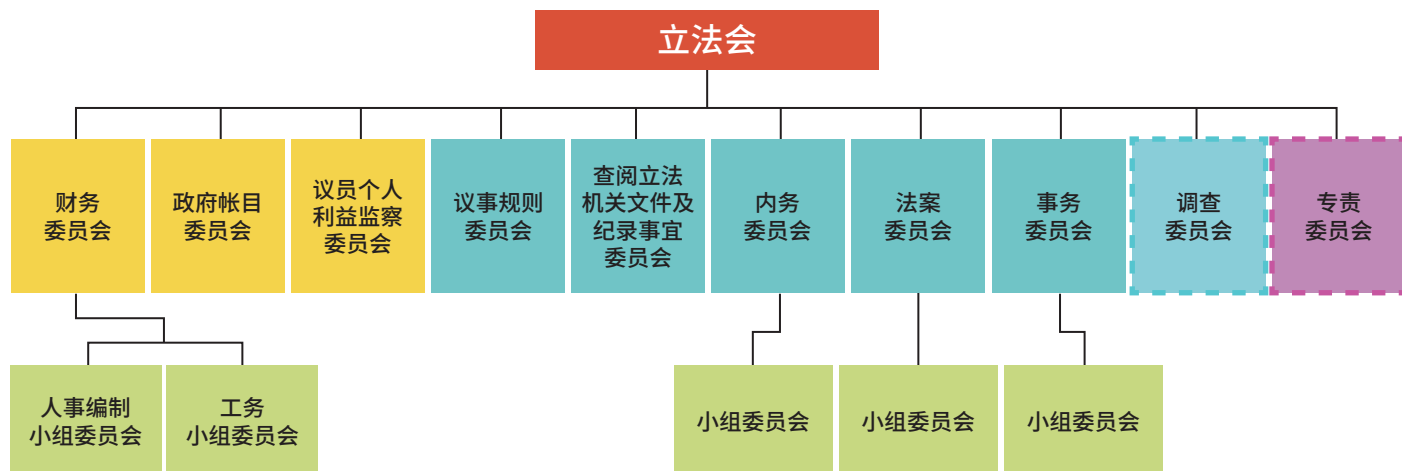 立法会
财务
委员会
政府帐目
委员会
议员个人
利益监察
委员会
议事规则
委员会
查阅立法
机关文件及
纪录事宜
委员会
内务
委员会
法案
委员会
事务
委员会
调查
委员会
专责
委员会
人事编制
小组委员会
工务
小组委员会
小组委员会
小组委员会
小组委员会